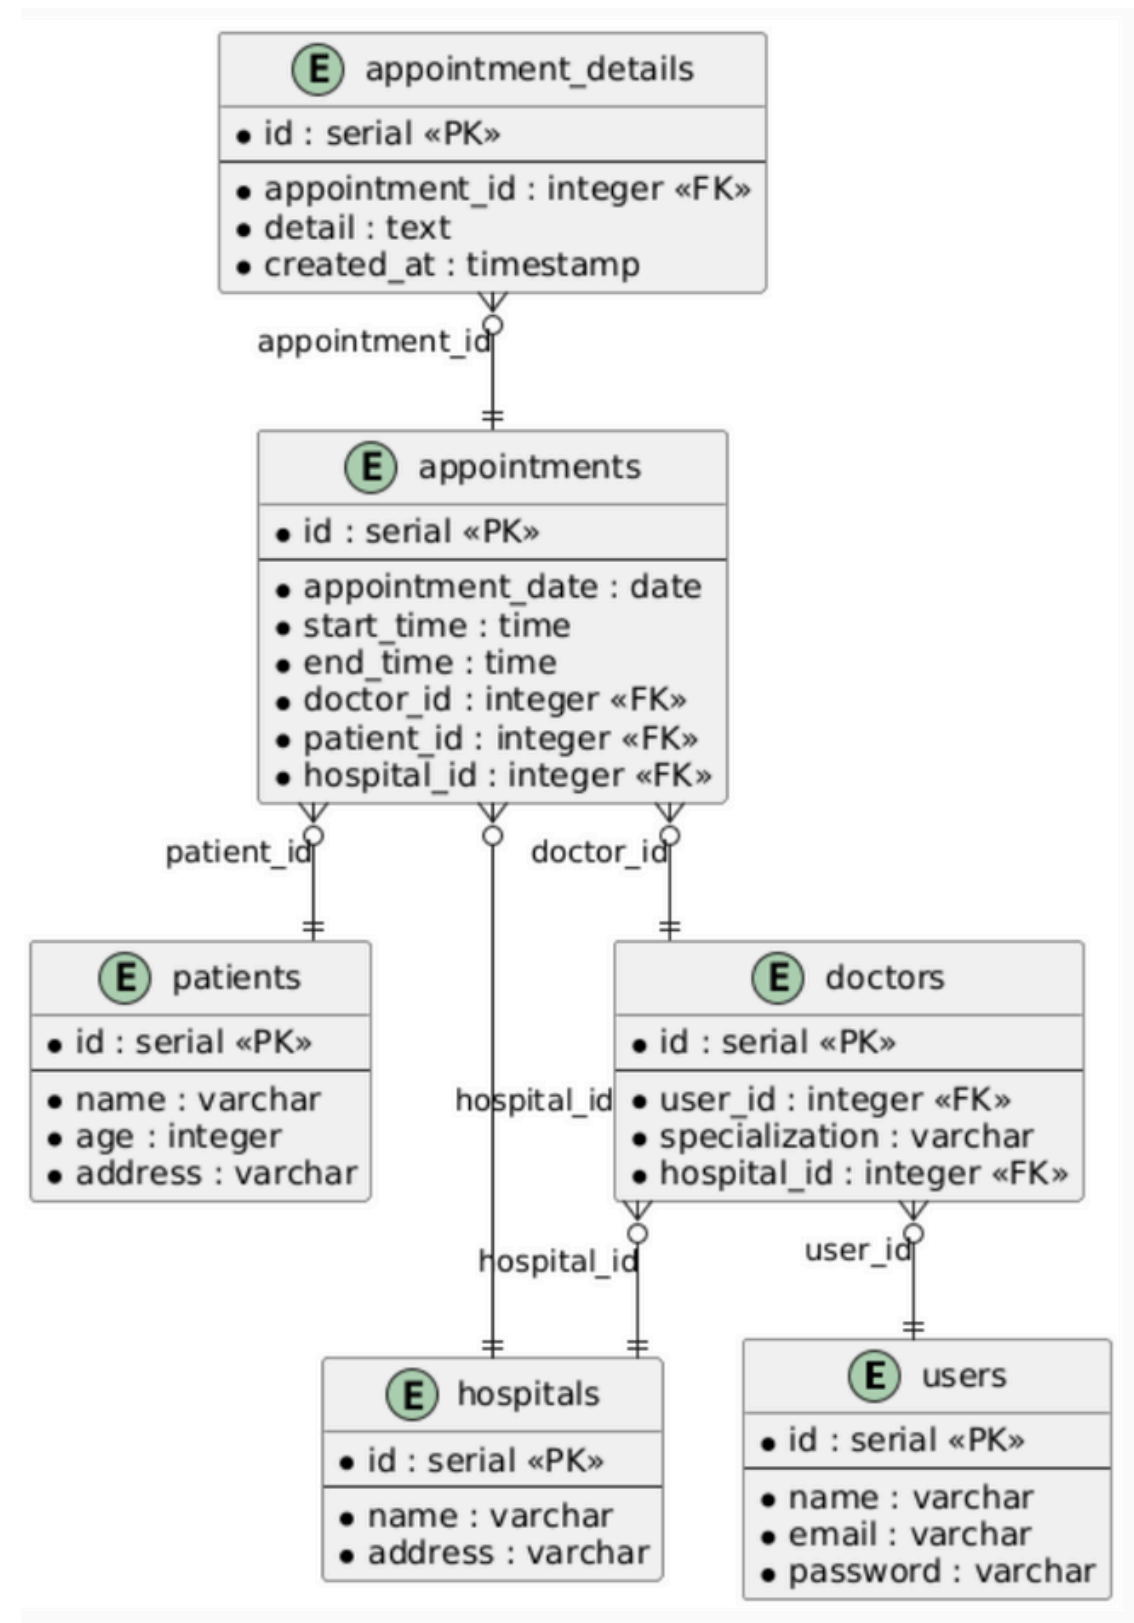 E appointment_details
id : serial «PK»
appointment_id : integer «FK»
detail : text
created_at : timestamp
appointment_id
E appointments
id : serial «PK»
appointment_date : date
start_time : time
end_time : time
doctor_id : integer «FK»
patient_id : integer «FK»
hospital_id : integer «FK»
patient_id
doctor_id
E patients
id : serial «PK»
name : varchar
age : integer
address : varchar
hospital_id
E doctors
id : serial «PK»
user_id : integer «FK»
specialization : varchar
hospital_id : integer «FK»
hospital_id
user_id
E hospitals
id : serial «PK»
name : varchar
address : varchar
E users
id : serial «PK»
name : varchar
email : varchar
password : varchar